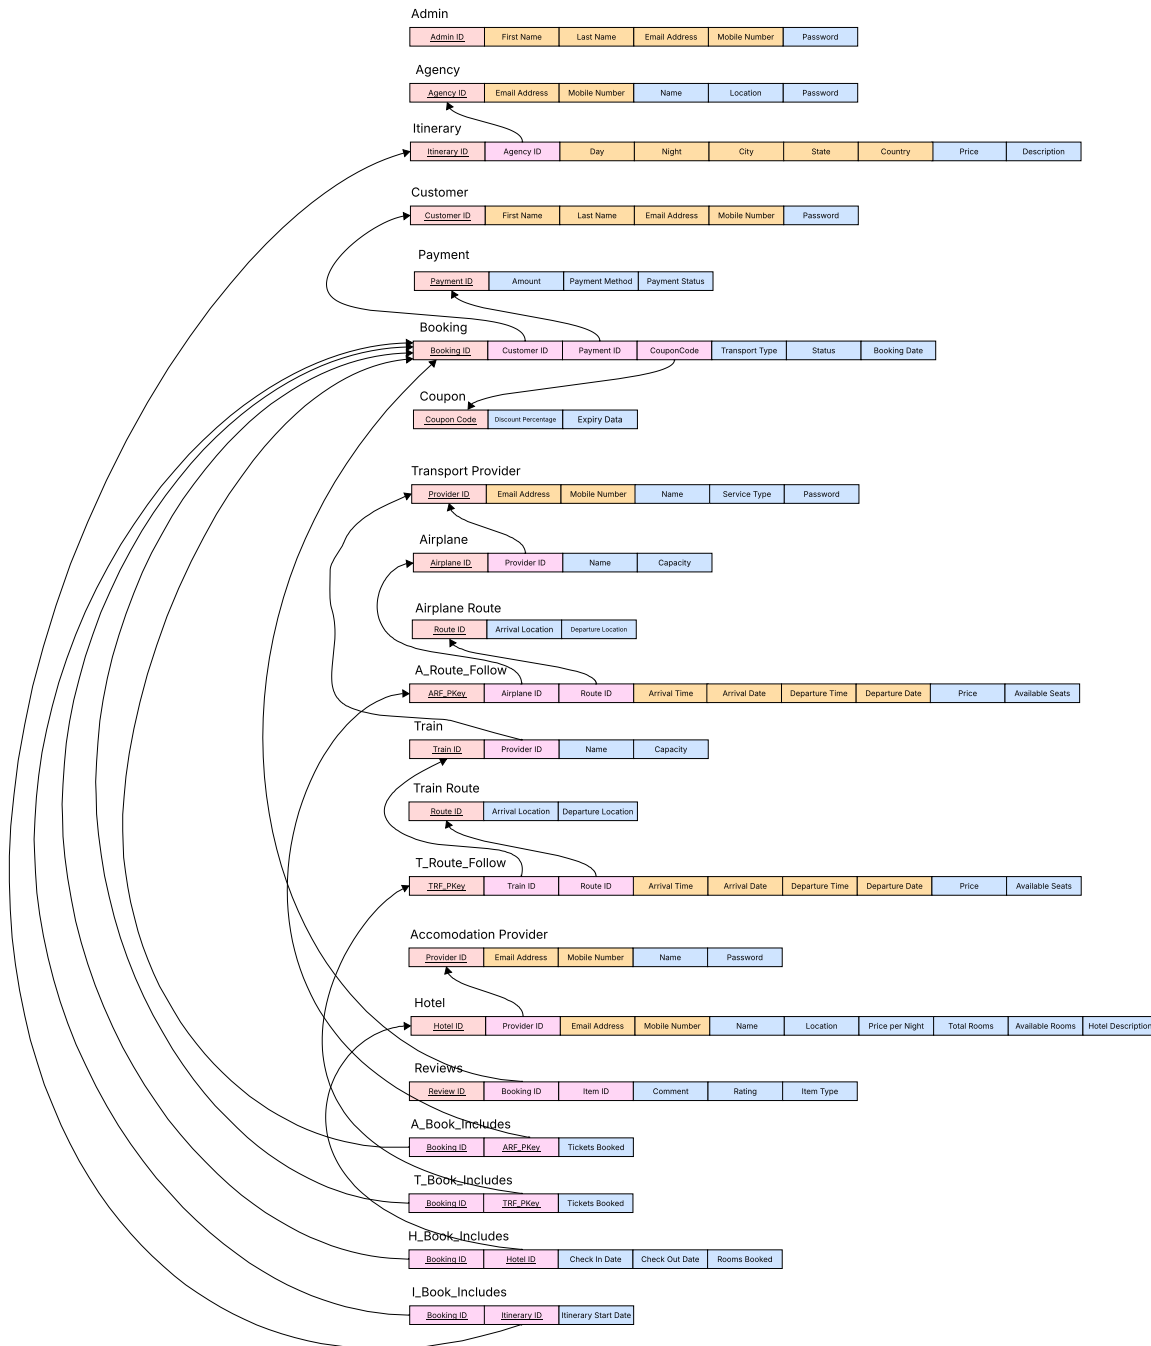 Admin
Admin ID First Name Last Name Email Address Mobile Number Password
Agency
Agency ID Email Address Mobile Number Name Location Password
Itinerary
Itinerary ID Agency ID Day Night City State Country Price Description
Customer
Customer ID First Name Last Name Email Address Mobile Number Password
Payment
Payment ID Amount Payment Method Payment Status
Booking
Booking ID Customer ID Payment ID CouponCode Transport Type Status Booking Date
Coupon
Coupon Code Discount Percentage Expiry Data
Transport Provider
Provider ID Email Address Mobile Number Name Service Type Password
Airplane
Airplane ID Provider ID Name Capacity
Airplane Route
Route ID Arrival Location Departure Location
A_Route_Follow
ARF_PKey Airplane ID Route ID Arrival Time Arrival Date Departure Time Departure Date Price Available Seats
Train
Train ID Provider ID Name Capacity
Train Route
Route ID Arrival Location Departure Location
T_Route_Follow
TRF_PKey Train ID Route ID Arrival Time Arrival Date Departure Time Departure Date Price Available Seats
Accomodation Provider
Provider ID Email Address Mobile Number Name Password
Hotel
Hotel ID Provider ID Email Address Mobile Number Name Location Price per Night Total Rooms Available Rooms Hotel Description
Reviews
Review ID Booking ID Item ID Comment Rating Item Type
A_Book_Includes
Booking ID ARF_PKey Tickets Booked
T_Book_Includes
Booking ID TRF_PKey Tickets Booked
H_Book_Includes
Booking ID Hotel ID Check In Date Check Out Date Rooms Booked
I_Book_Includes
Booking ID Itinerary ID Itinerary Start Date